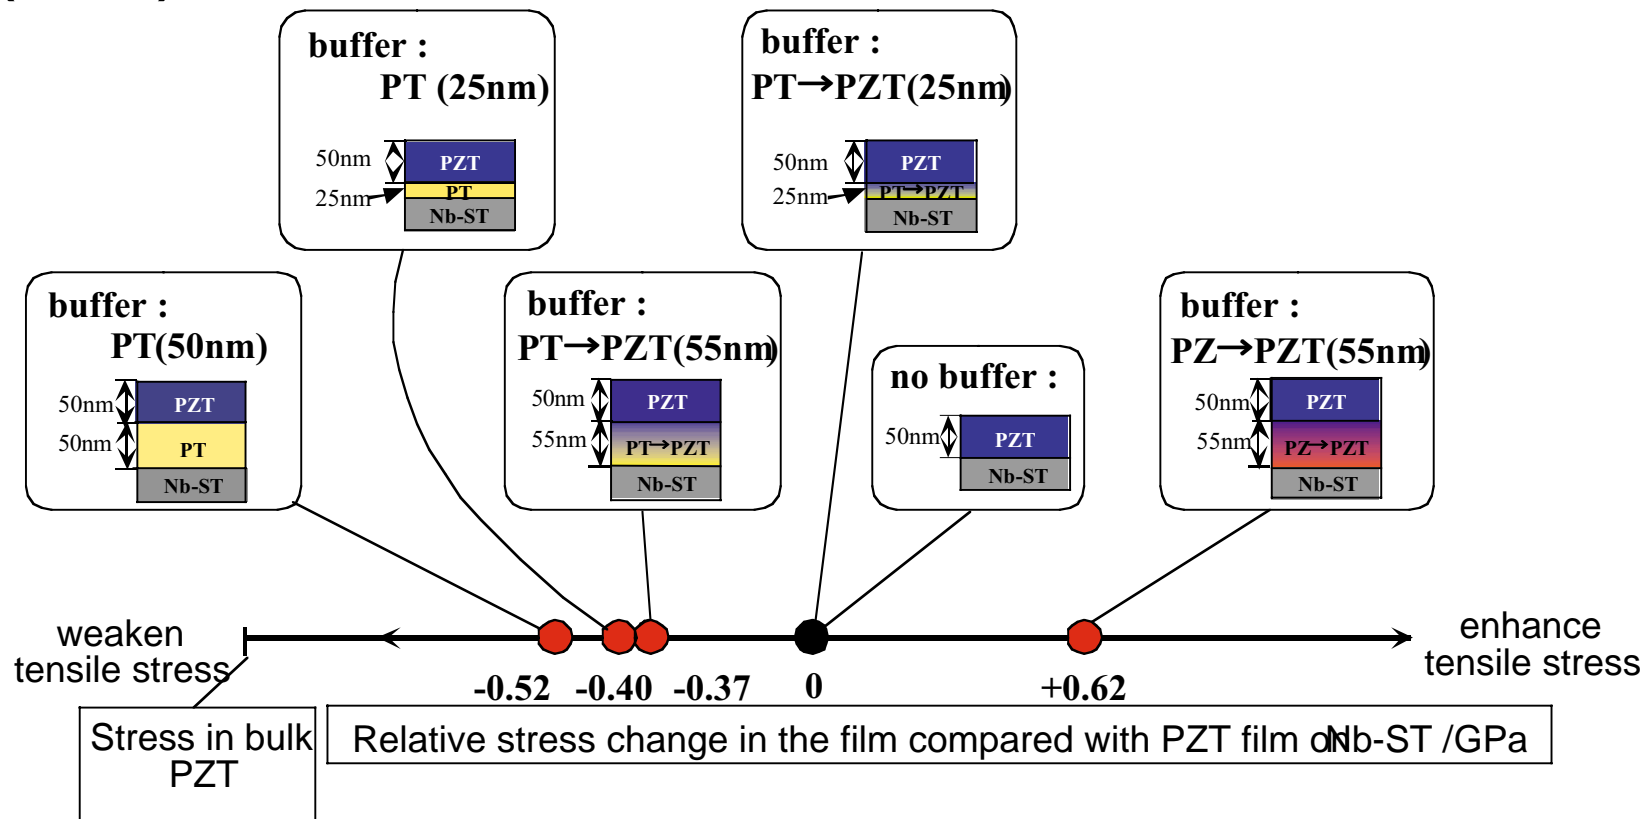 buffer :
PT (25nm)
50nm
PZT
25nm
PT
Nb-ST
buffer :
PT→PZT(25nm)
50nm
PZT
25nm
PT→PZT
Nb-ST
buffer :
PT(50nm)
50nm
PZT
50nm
PT
Nb-ST
buffer :
PT→PZT(55nm)
50nm
PZT
55nm
PT→PZT
Nb-ST
no buffer :
50nm
PZT
Nb-ST
buffer :
PZ→PZT(55nm)
50nm
PZT
55nm
PZ→PZT
Nb-ST
weaken
tensile stress
enhance
tensile stress
-0.52 -0.40 -0.37 0 +0.62
Stress in bulk
PZT
Relative stress change in the film compared with PZT film on Nb-ST /GPa